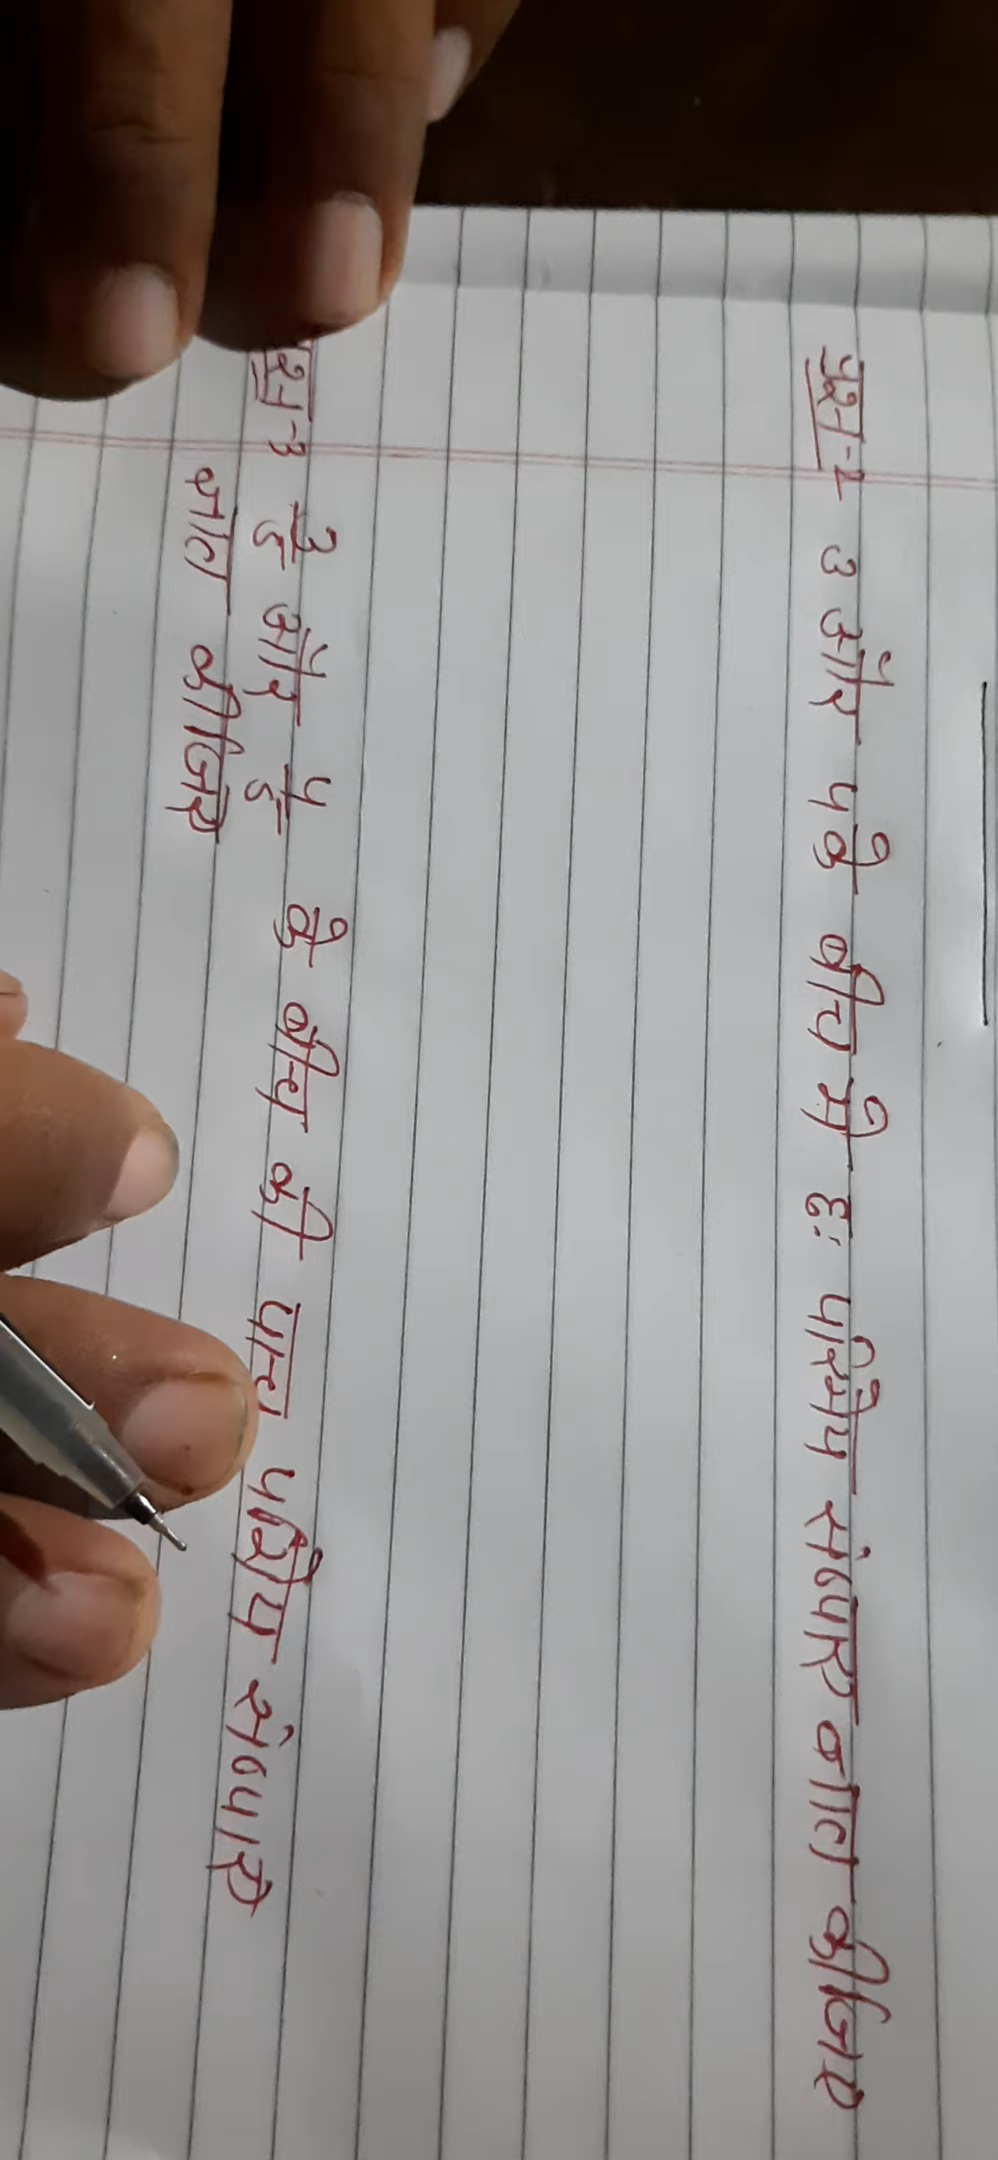 प्रश्न-2 3 और 4 के बीच में छः परिमेय संख्याए ज्ञात कीजिए
प्रश्न-3 3/5 और 4/5 के बीच की पाच परिमेय संख्याए
ज्ञात कीजिए